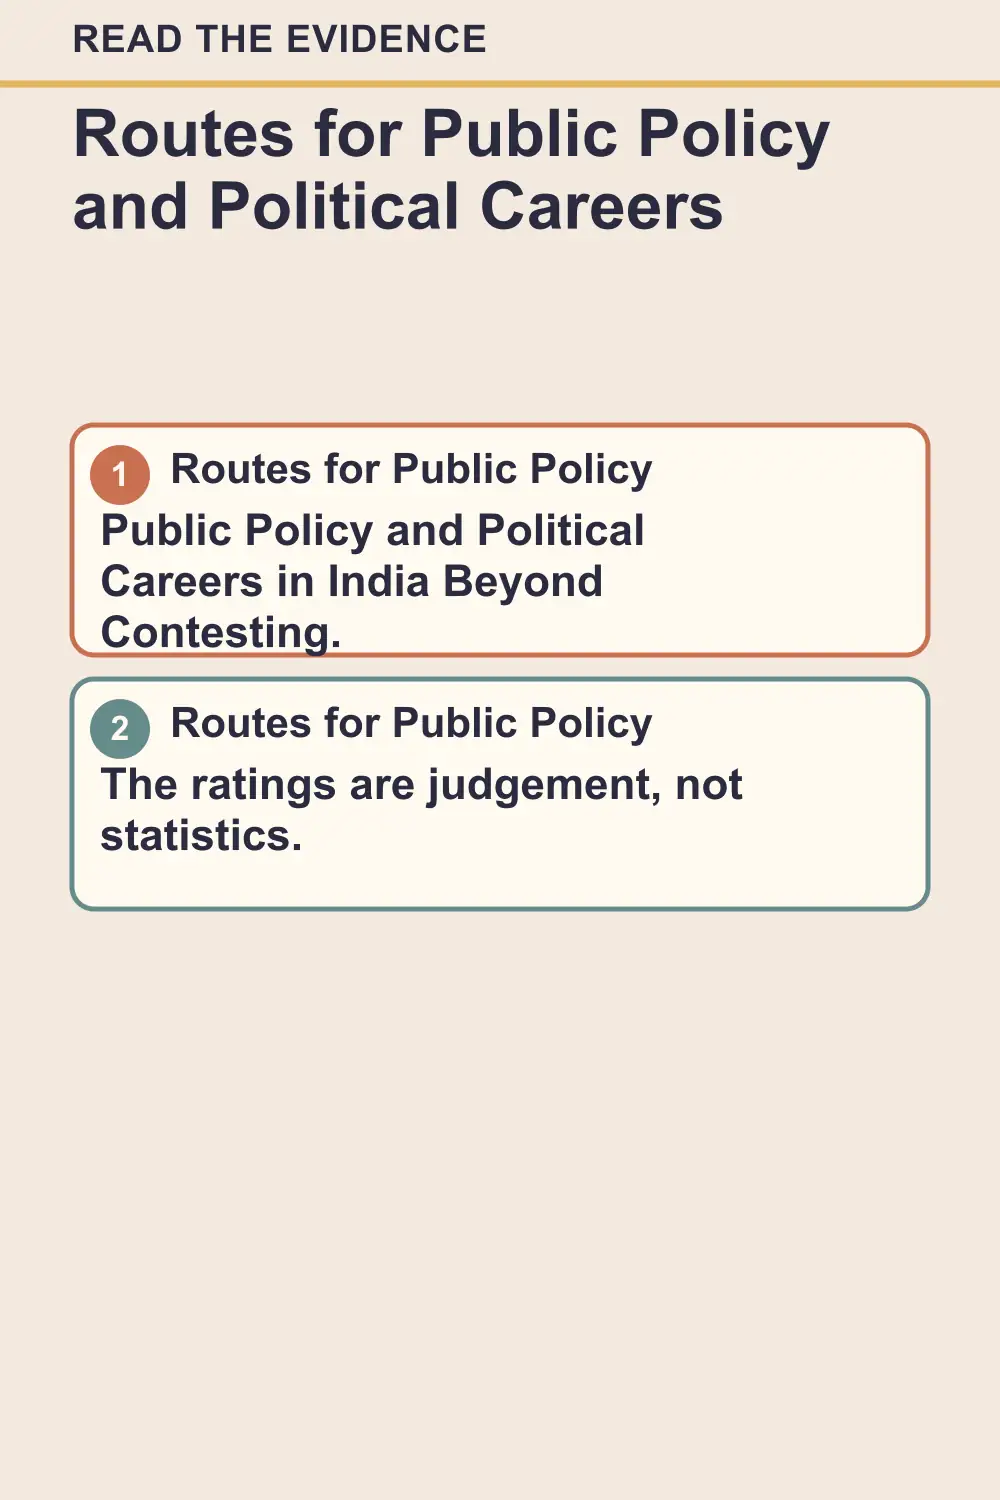 READ THE EVIDENCE
Routes for Public Policy
and Political Careers
1 Routes for Public Policy
Public Policy and Political
Careers in India Beyond
Contesting.
2 Routes for Public Policy
The ratings are judgement, not
statistics.